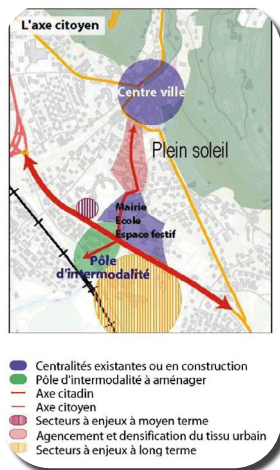 L'axe citoyen
Centre ville
Plein soleil
Mairie
Ecole
Espace festif
Pôle
d'intermodalité
Centralités existantes ou en construction
Pôle d'intermodalité à aménager
Axe citadin
Axe citoyen
Secteurs à enjeux à moyen terme
Agencement et densification du tissu urbain
Secteurs à enjeux à long terme